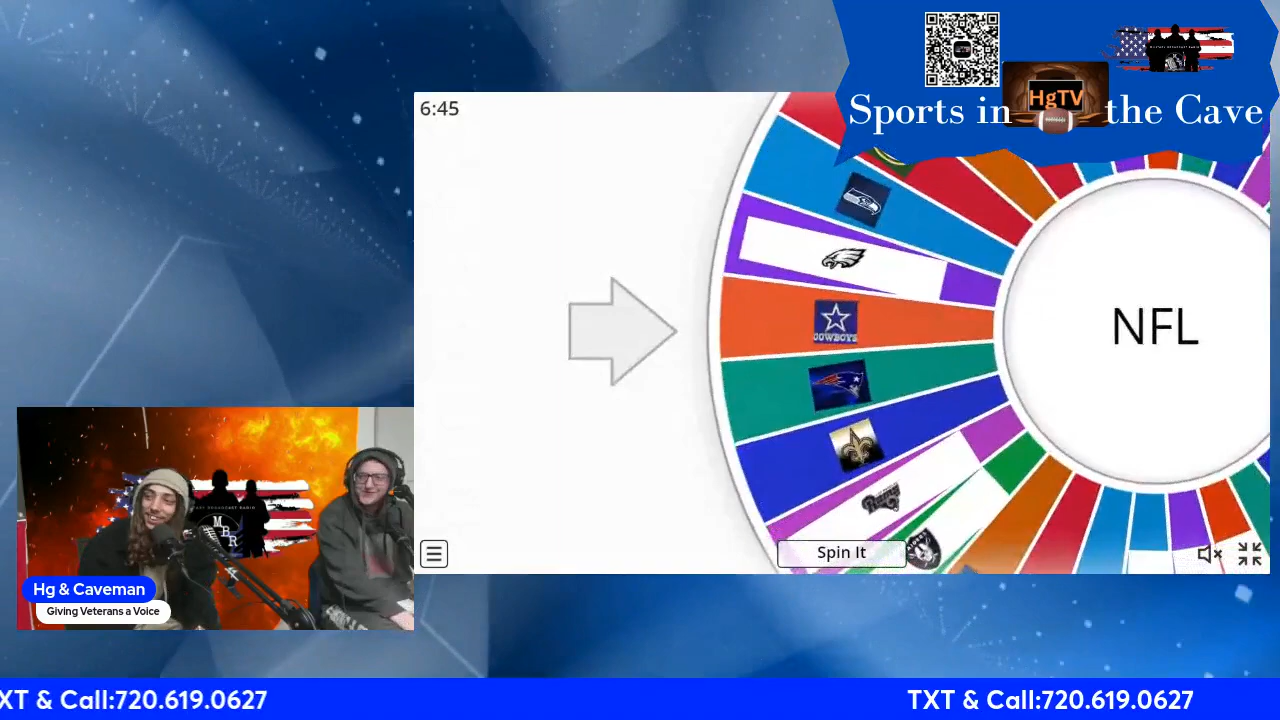 HgTV
Sports in the Cave
6:45
COWBOYS
NFL
Spin It
MBR
Hg & Caveman
Giving Veterans a Voice
XT & Call:720.619.0627
TXT & Call:720.619.0627